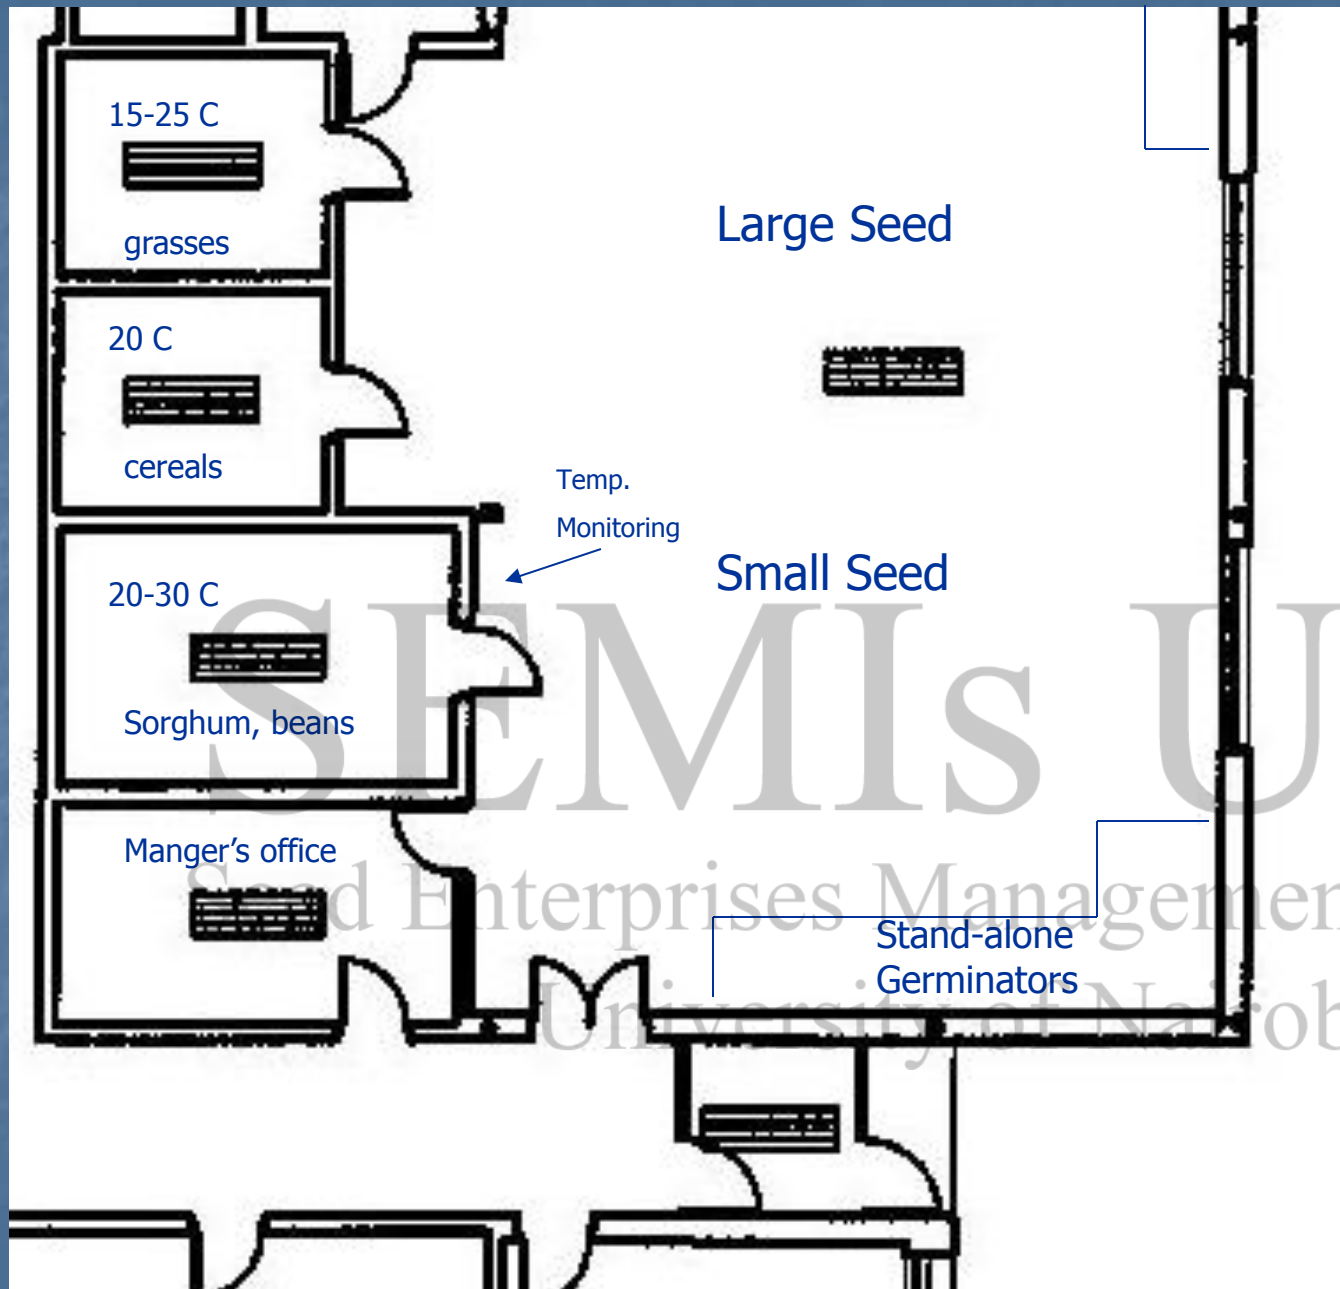 15-25 C
grasses
Large Seed
20 C
cereals
Temp.
Monitoring
20-30 C
Small Seed
Sorghum, beans
Manger’s office
Stand-alone
Germinators
SEMIs U
Seed Enterprises Managemen
University of Nairob